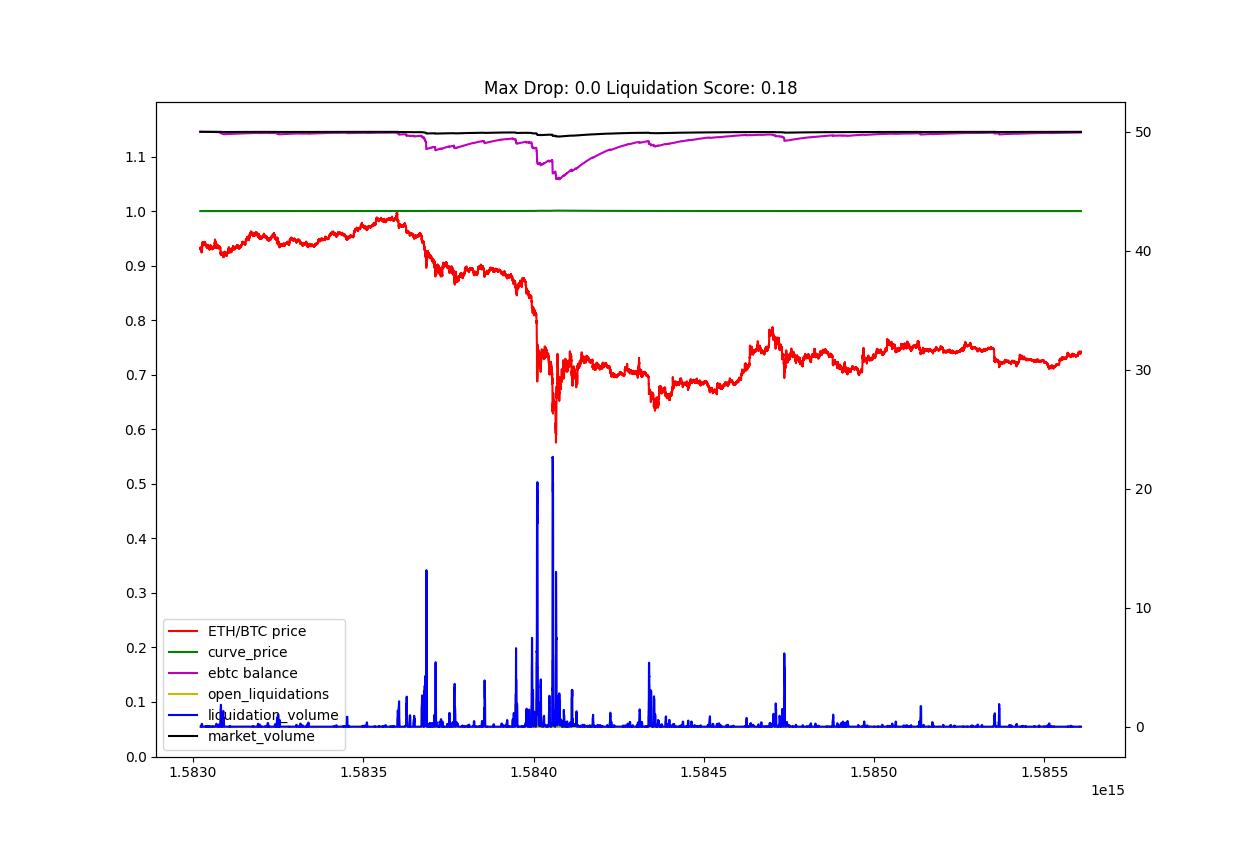 Max Drop: 0.0 Liquidation Score: 0.18
1.1
1.0
0.9
0.8
0.7
0.6
0.5
0.4
0.3
0.2
0.1
0.0
50
40
30
20
10
0
ETH/BTC price
curve_price
ebtc balance
open_liquidations
liquidation_volume
market_volume
1.5830 1.5835 1.5840 1.5845 1.5850 1.5855
1e15